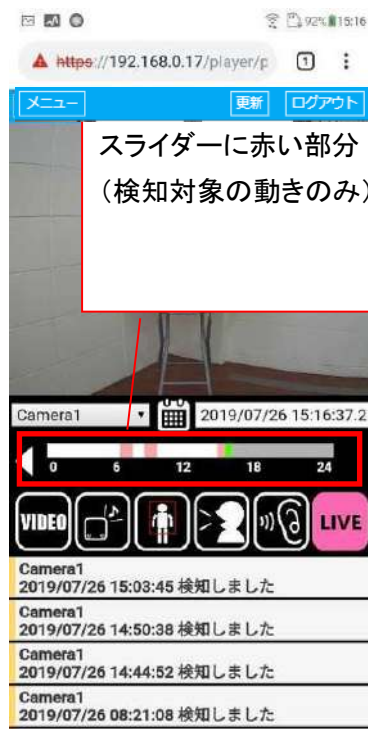 92% 15:16
https://192.168.0.17/player/p
1
メニュー
更新
ログアウト
スライダーに赤い部分
(検知対象の動きのみ)
Camera1
2019/07/26 15:16:37.2
0 6 12 18 24
VIDEO
LIVE
Camera1
2019/07/26 15:03:45 検知しました
Camera1
2019/07/26 14:50:38 検知しました
Camera1
2019/07/26 14:44:52 検知しました
Camera1
2019/07/26 08:21:08 検知しました